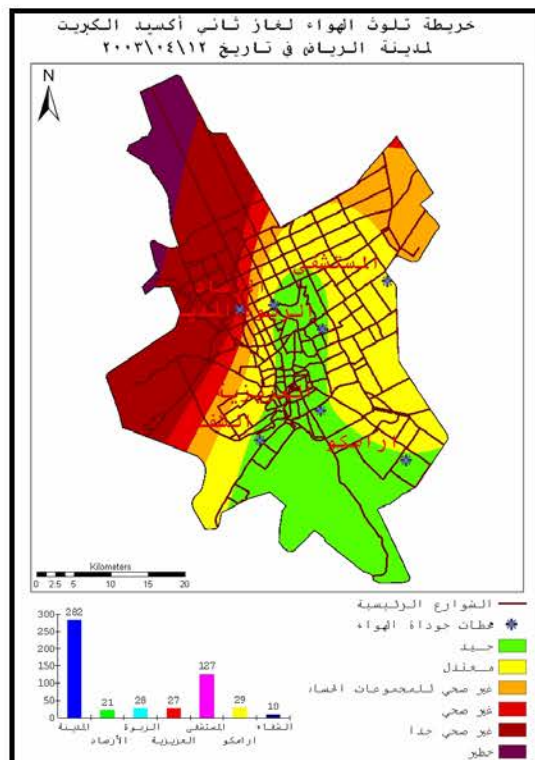 خريطة تلوث الهواء لغاز ثاني أكسيد الكبريت
لمدينة الرياض في تاريخ ١٢\٠٤\٢٠٠٣
N
المستشفى
العزيزية
الشفاء
ارامكو
Kilometers
0 2.5 5 10 15 20
الشوارع الرئيسية
محطات جوداة الهواء
جيد
معتدل
غير صحي للمجموعات الحساسة
غير صحي
غير صحي جدا
خطير
300
250
200
150
100
50
0
282
21
28
27
127
29
10
المدينة
الأرصاد
الربوة
العزيزية
المستشفى
ارامكو
الشفاء